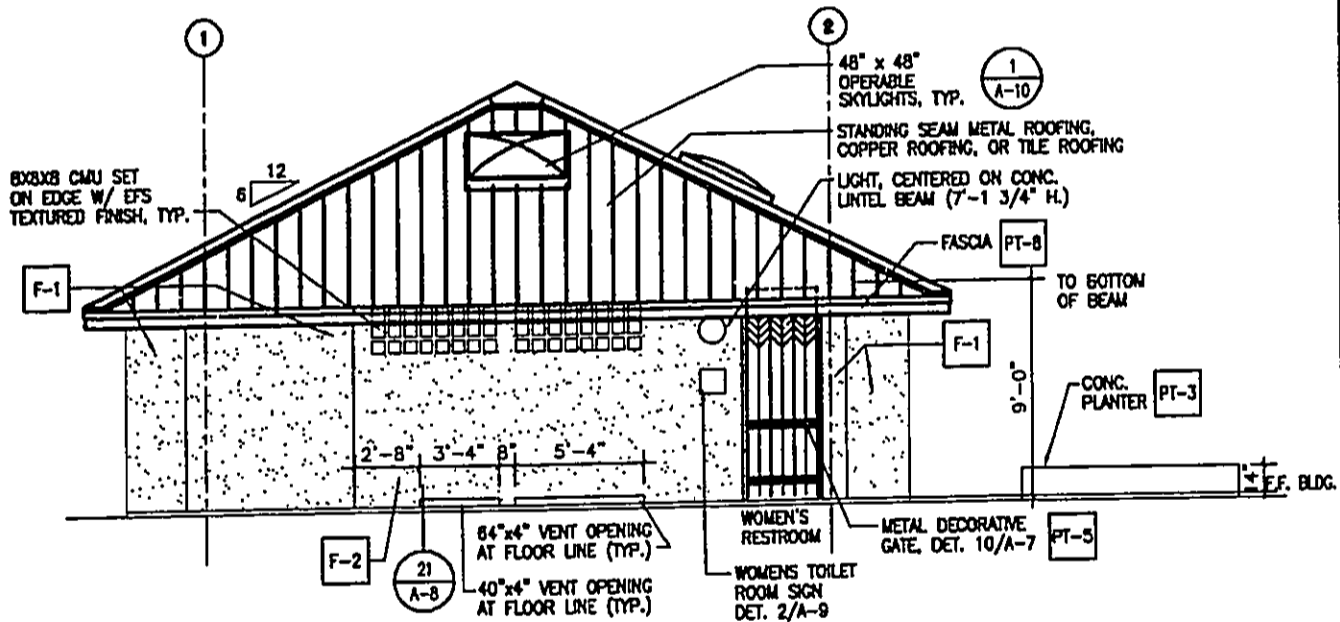 1
2
48" x 48"
OPERABLE
SKYLIGHTS, TYP.
1
A-10
STANDING SEAM METAL ROOFING,
COPPER ROOFING, OR TILE ROOFING
12
6
8X8X8 CMU SET
ON EDGE W/ EFS
TEXTURED FINISH, TYP.
LIGHT, CENTERED ON CONC.
LINTEL BEAM (7'-1 3/4" H.)
FASCIA
PT-8
F-1
TO BOTTOM
OF BEAM
F-1
9'-0"
CONC.
PLANTER
PT-3
2'-8"
3'-4"
8"
5'-4"
F.F. BLDG.
64"x4" VENT OPENING
AT FLOOR LINE (TYP.)
WOMEN'S
RESTROOM
METAL DECORATIVE
GATE, DET. 10/A-7
PT-5
F-2
21
A-8
40"x4" VENT OPENING
AT FLOOR LINE (TYP.)
WOMENS TOILET
ROOM SIGN
DET. 2/A-9